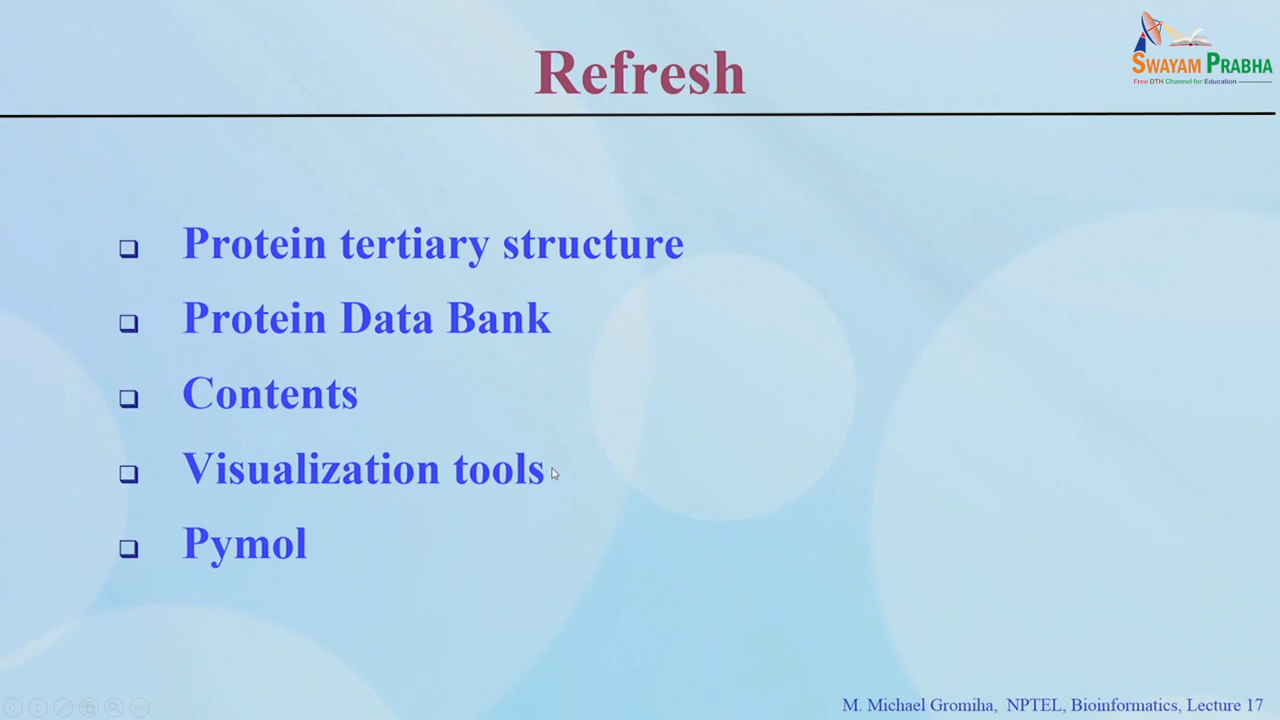 Refresh
SWAYAM PRABHA
Free DTH Channel for Education
Protein tertiary structure
Protein Data Bank
Contents
Visualization tools
Pymol
M. Michael Gromiha, NPTEL, Bioinformatics, Lecture 17